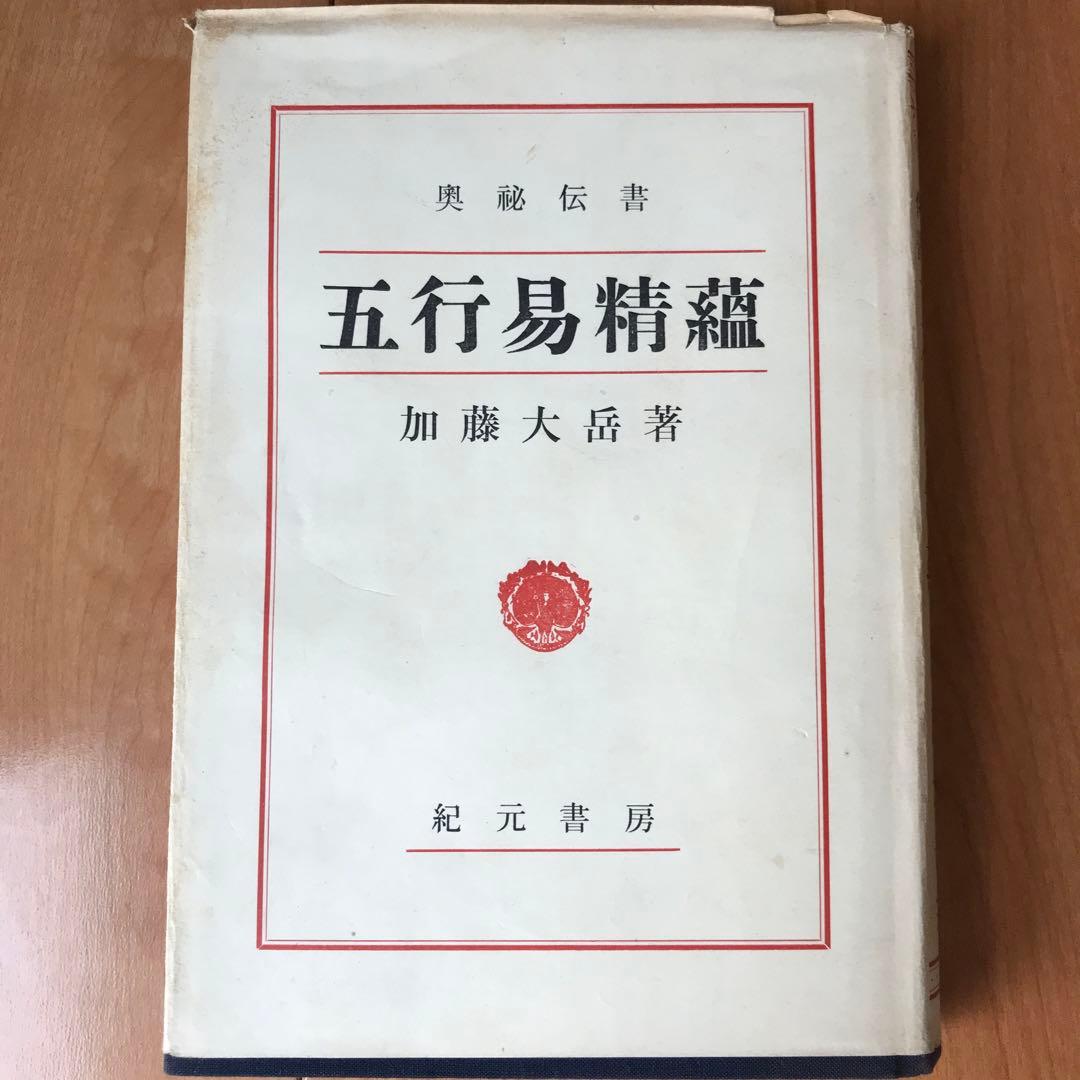 奥祕伝書
五行易精蘊
加藤大岳著
紀元書房